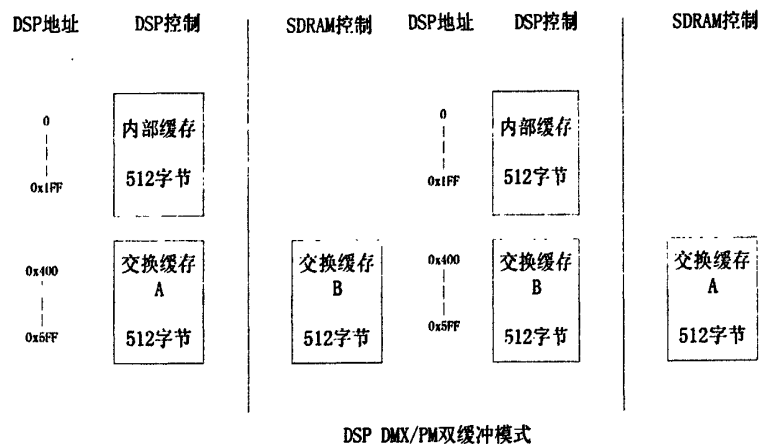 DSP地址 DSP控制 SDRAM控制 DSP地址 DSP控制 SDRAM控制
0 内部缓存 0 内部缓存
0x1FF 512字节 0x1FF 512字节
0x400 交换缓存 交换缓存 0x400 交换缓存 交换缓存
A B B A
0x5FF 512字节 512字节 0x5FF 512字节 512字节
DSP DMX/PM双缓冲模式